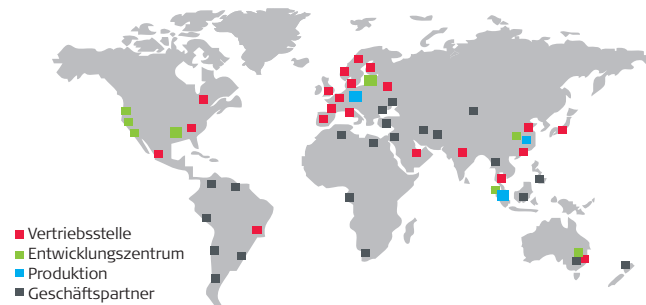 Vertriebsstelle
Entwicklungszentrum
Produktion
Geschäftspartner